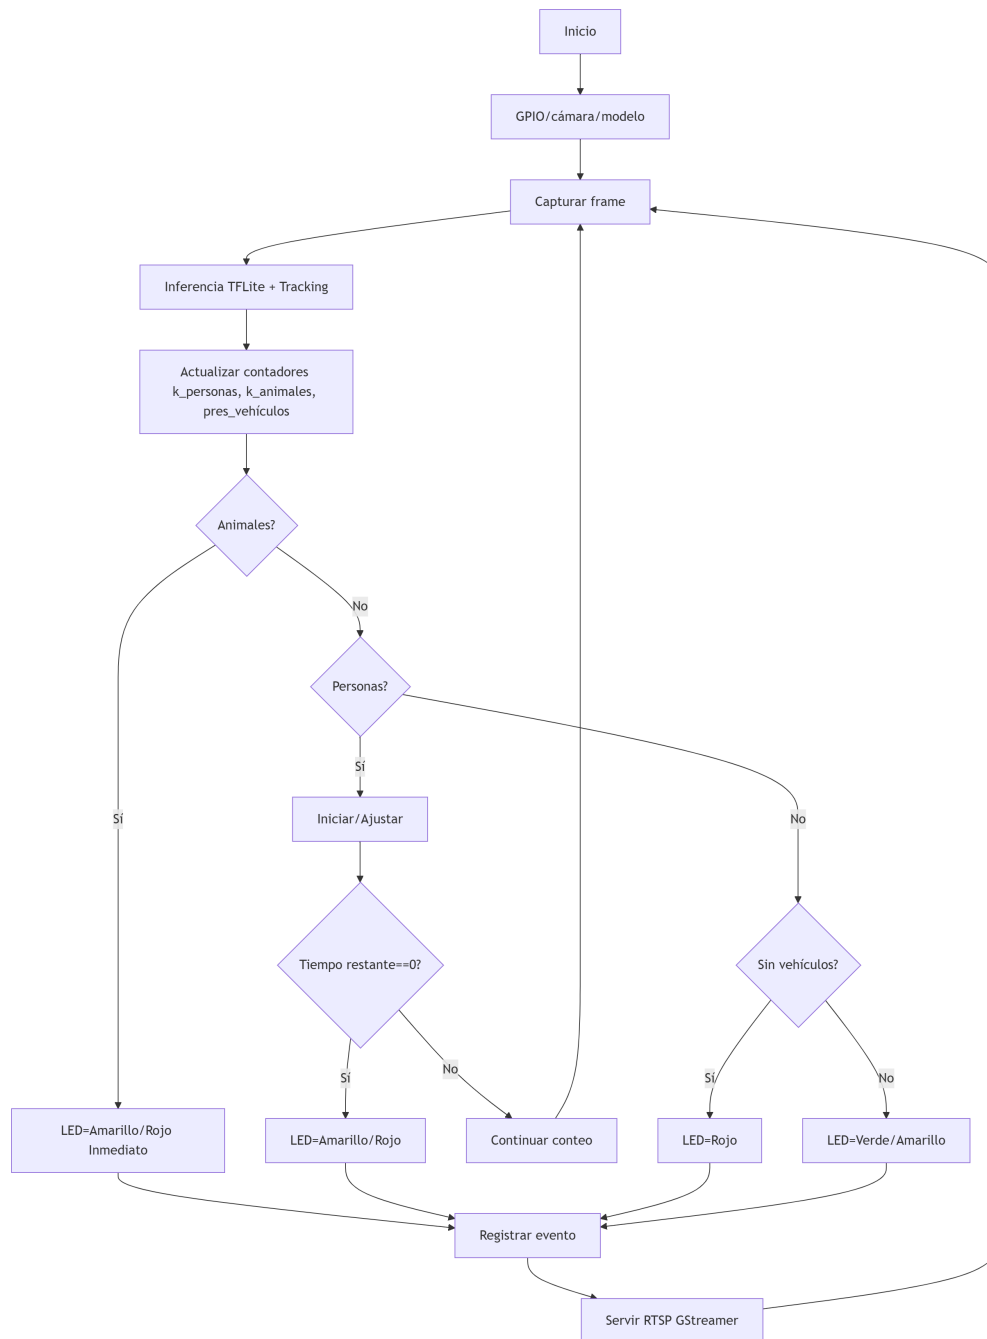 Inicio
GPIO/cámara/modelo
Capturar frame
Inferencia TFLite + Tracking
Actualizar contadores
k_personas, k_animales,
pres_vehículos
Animales?
No
Personas?
Sí
Iniciar/Ajustar
Sí
No
Tiempo restante==0?
Sin vehículos?
No
Sí
Sí
No
LED=Amarillo/Rojo
Inmediato
LED=Amarillo/Rojo
Continuar conteo
LED=Rojo
LED=Verde/Amarillo
Registrar evento
Servir RTSP GStreamer